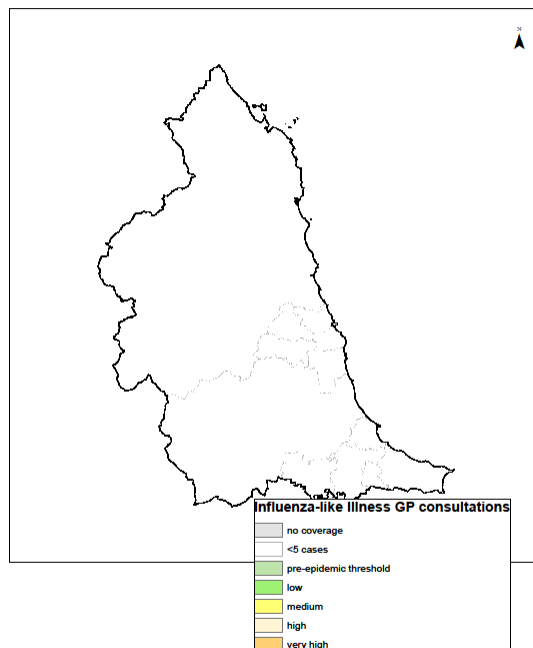 N
Influenza-like Illness GP consultations
no coverage
<5 cases
pre-epidemic threshold
low
medium
high
very high